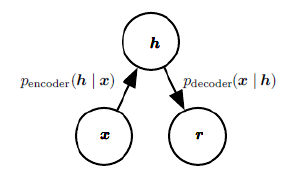 h
p_encoder(h | x) p_decoder(x | h)
x r